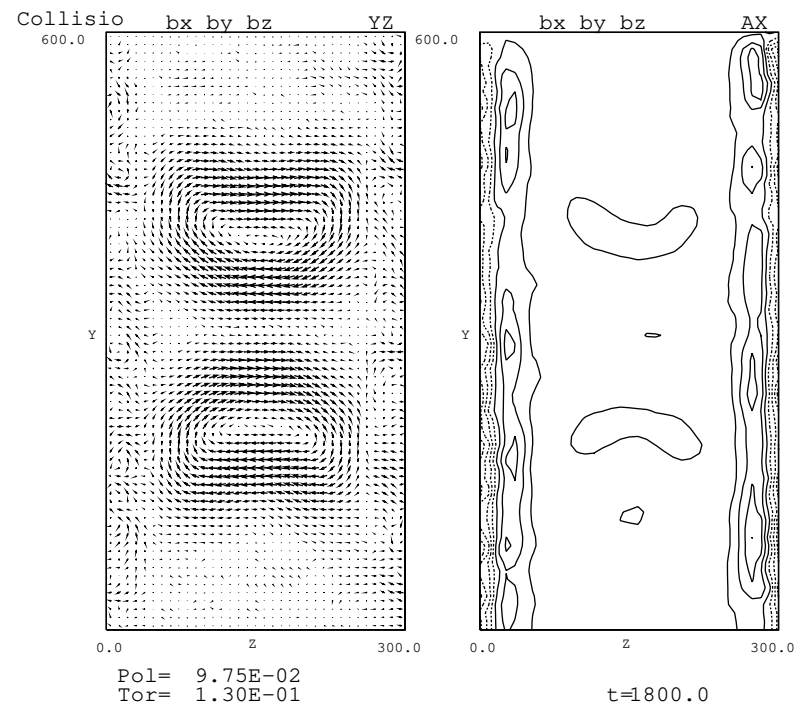 Collisio bx by bz YZ bx by bz AX
600.0 600.0
Y Y
0.0 Z 300.0 0.0 Z 300.0
Pol= 9.75E-02
Tor= 1.30E-01 t=1800.0